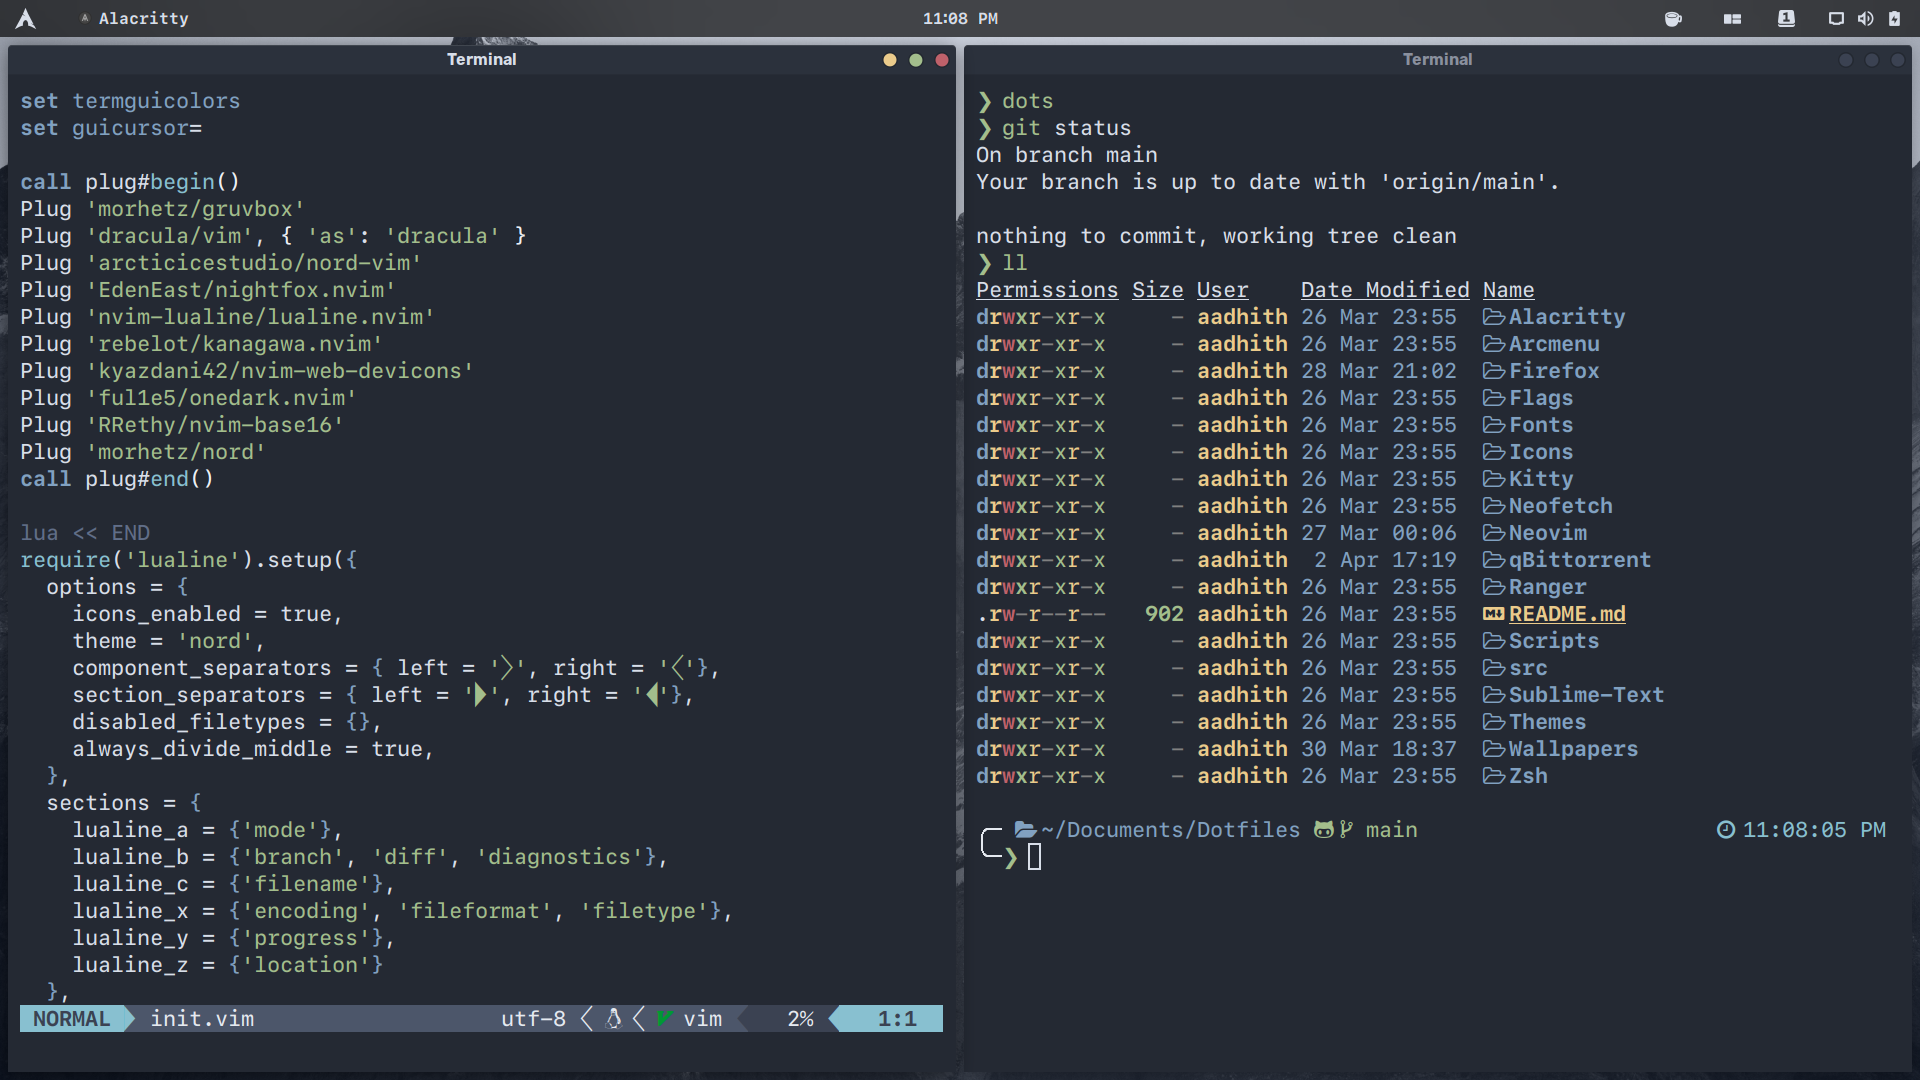 Alacritty
11:08 PM
1
Terminal
set termguicolors
set guicursor=
call plug#begin()
Plug 'morhetz/gruvbox'
Plug 'dracula/vim', { 'as': 'dracula' }
Plug 'arcticicestudio/nord-vim'
Plug 'EdenEast/nightfox.nvim'
Plug 'nvim-lualine/lualine.nvim'
Plug 'rebelot/kanagawa.nvim'
Plug 'kyazdani42/nvim-web-devicons'
Plug 'ful1e5/onedark.nvim'
Plug 'RRethy/nvim-base16'
Plug 'morhetz/nord'
call plug#end()
lua << END
require('lualine').setup({
options = {
icons_enabled = true,
theme = 'nord',
component_separators = { left = '〉', right = '〈'},
section_separators = { left = '', right = ''},
disabled_filetypes = {},
always_divide_middle = true,
},
sections = {
lualine_a = {'mode'},
lualine_b = {'branch', 'diff', 'diagnostics'},
lualine_c = {'filename'},
lualine_x = {'encoding', 'fileformat', 'filetype'},
lualine_y = {'progress'},
lualine_z = {'location'}
},
NORMAL init.vim utf-8 vim 2% 1:1
Terminal
❯ dots
❯ git status
On branch main
Your branch is up to date with 'origin/main'.
nothing to commit, working tree clean
❯ ll
Permissions Size User Date Modified Name
drwxr-xr-x - aadhith 26 Mar 23:55 Alacritty
drwxr-xr-x - aadhith 26 Mar 23:55 Arcmenu
drwxr-xr-x - aadhith 28 Mar 21:02 Firefox
drwxr-xr-x - aadhith 26 Mar 23:55 Flags
drwxr-xr-x - aadhith 26 Mar 23:55 Fonts
drwxr-xr-x - aadhith 26 Mar 23:55 Icons
drwxr-xr-x - aadhith 26 Mar 23:55 Kitty
drwxr-xr-x - aadhith 26 Mar 23:55 Neofetch
drwxr-xr-x - aadhith 27 Mar 00:06 Neovim
drwxr-xr-x - aadhith 2 Apr 17:19 qBittorrent
drwxr-xr-x - aadhith 26 Mar 23:55 Ranger
.rw-r--r-- 902 aadhith 26 Mar 23:55 README.md
drwxr-xr-x - aadhith 26 Mar 23:55 Scripts
drwxr-xr-x - aadhith 26 Mar 23:55 src
drwxr-xr-x - aadhith 26 Mar 23:55 Sublime-Text
drwxr-xr-x - aadhith 26 Mar 23:55 Themes
drwxr-xr-x - aadhith 30 Mar 18:37 Wallpapers
drwxr-xr-x - aadhith 26 Mar 23:55 Zsh
~/Documents/Dotfiles main 11:08:05 PM
❯